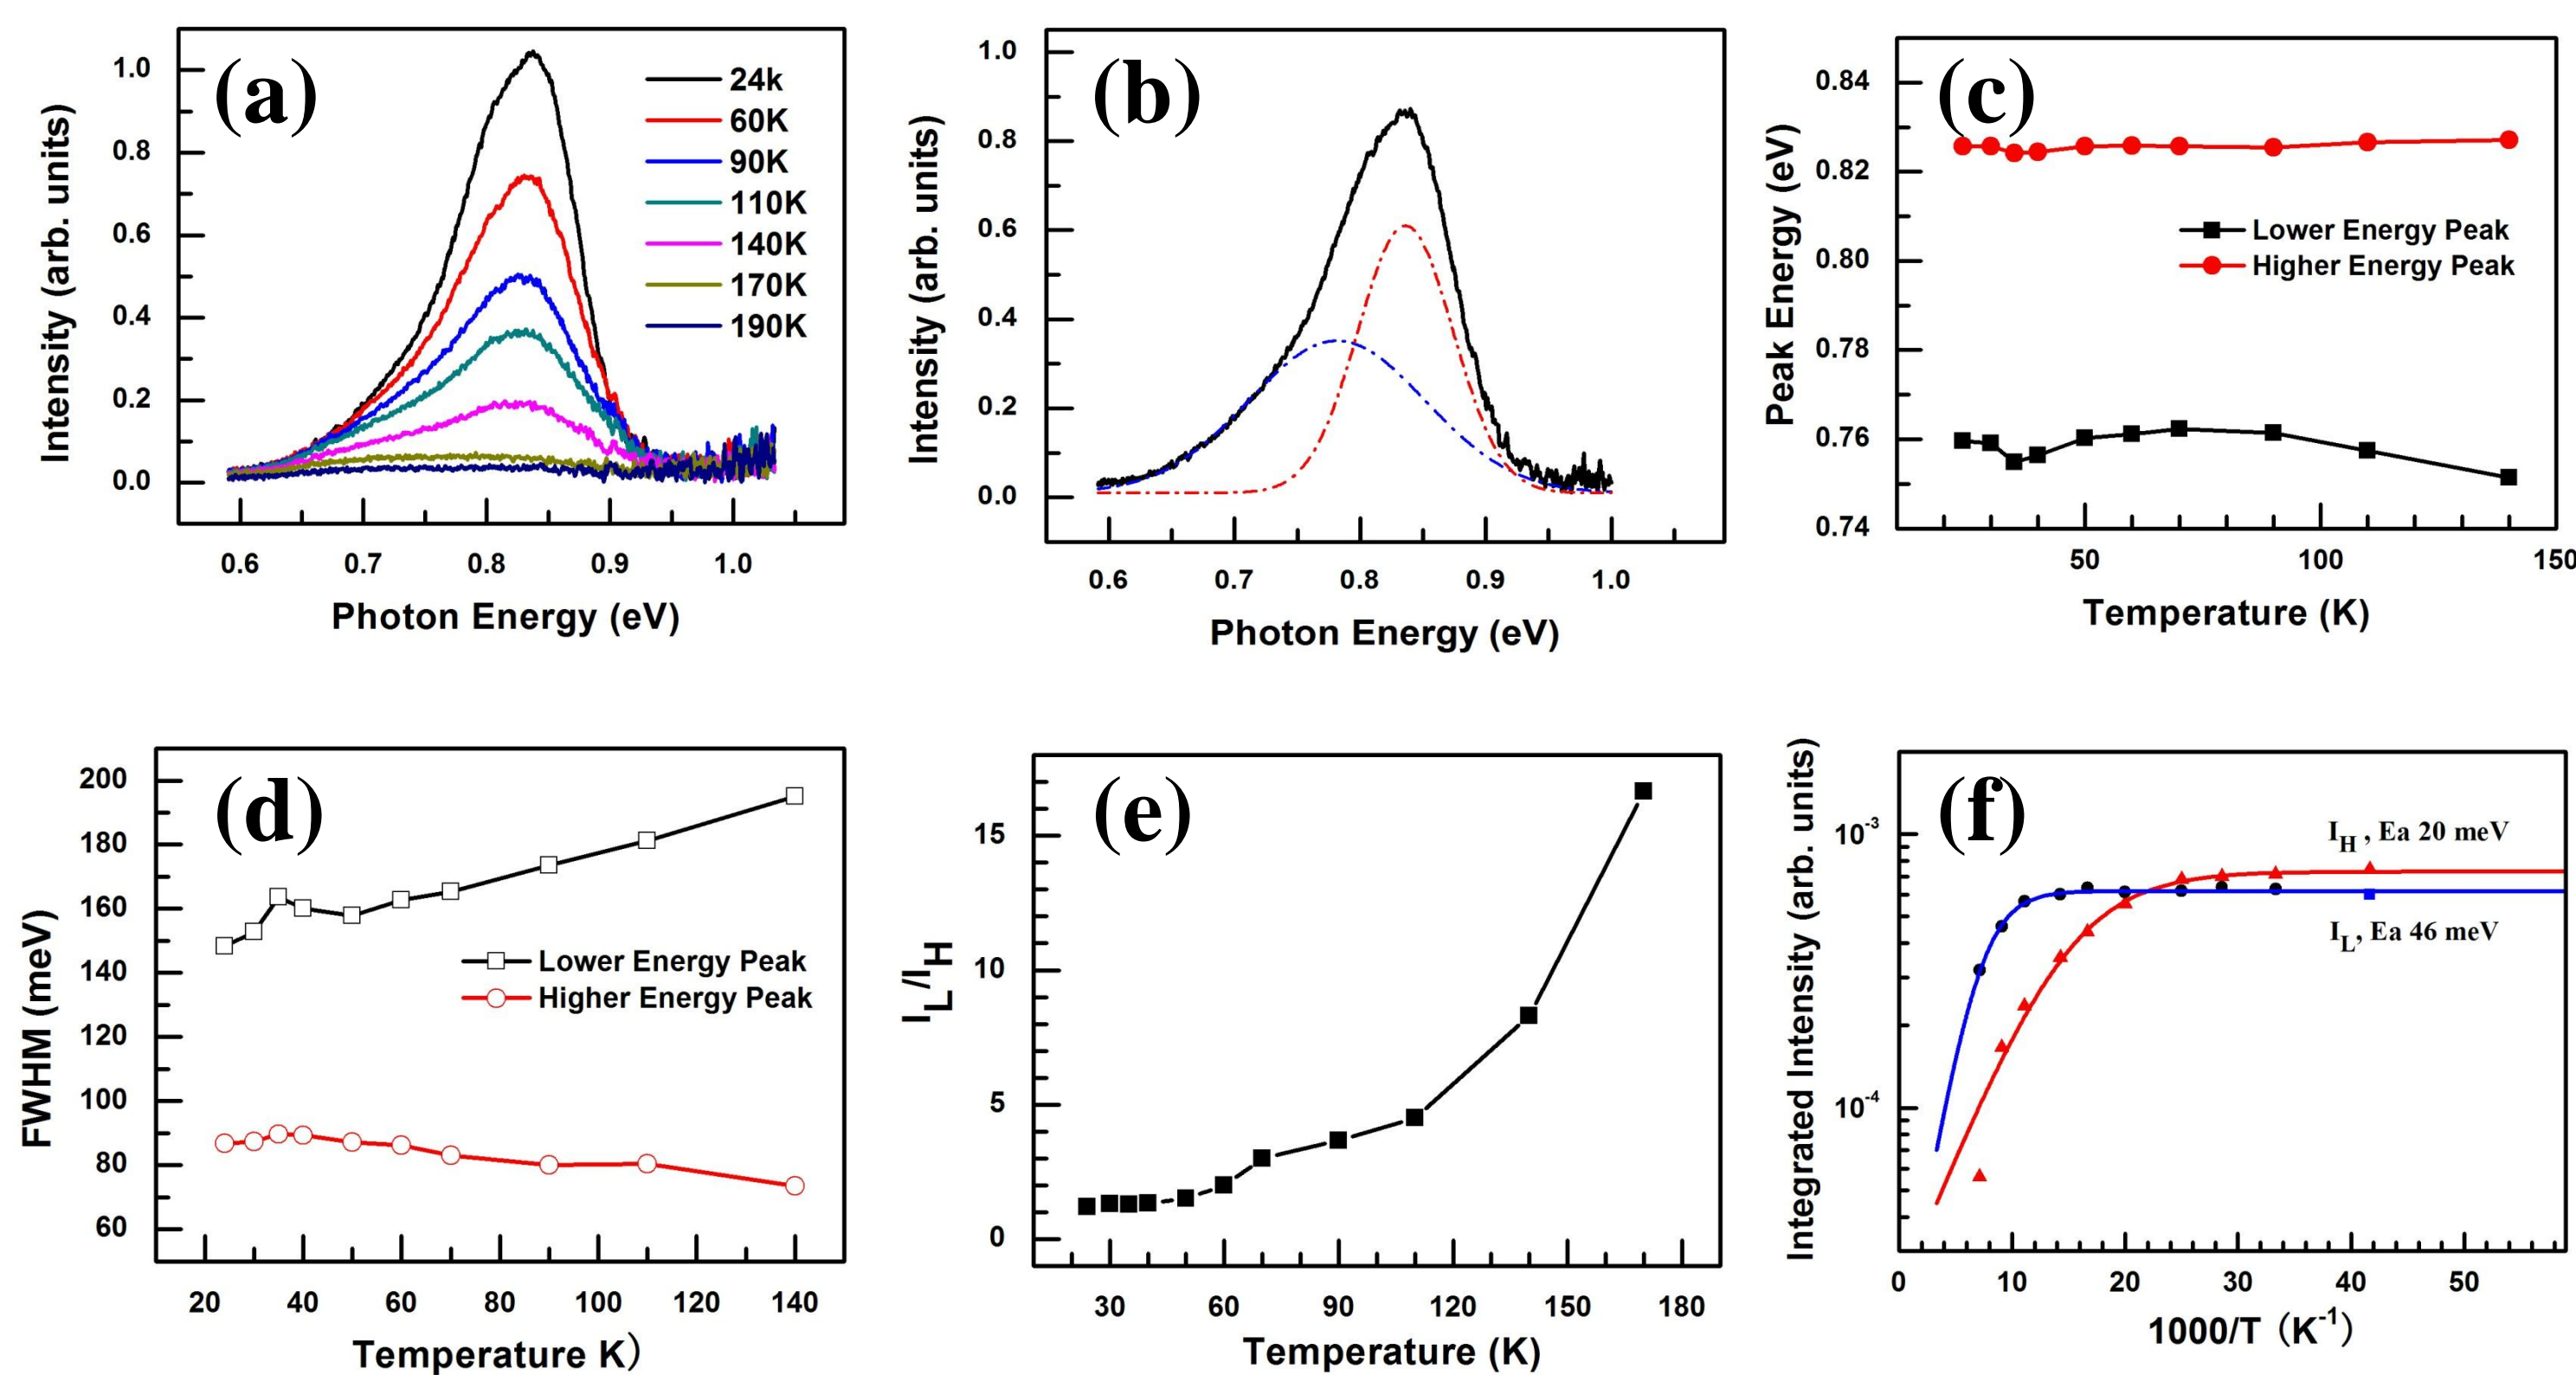 (a)
24k
60K
90K
110K
140K
170K
190K
Intensity (arb. units)
1.0
0.8
0.6
0.4
0.2
0.0
0.6 0.7 0.8 0.9 1.0
Photon Energy (eV)
(b)
Intensity (arb. units)
1.0
0.8
0.6
0.4
0.2
0.0
0.6 0.7 0.8 0.9 1.0
Photon Energy (eV)
(c)
Peak Energy (eV)
0.84
0.82
0.80
0.78
0.76
0.74
Lower Energy Peak
Higher Energy Peak
50 100 150
Temperature (K)
(d)
FWHM (meV)
200
180
160
140
120
100
80
60
Lower Energy Peak
Higher Energy Peak
20 40 60 80 100 120 140
Temperature K)
(e)
I_L/I_H
15
10
5
0
30 60 90 120 150 180
Temperature (K)
(f)
Integrated Intensity (arb. units)
10^-3
10^-4
I_H , Ea 20 meV
I_L, Ea 46 meV
0 10 20 30 40 50
1000/T (K^-1)